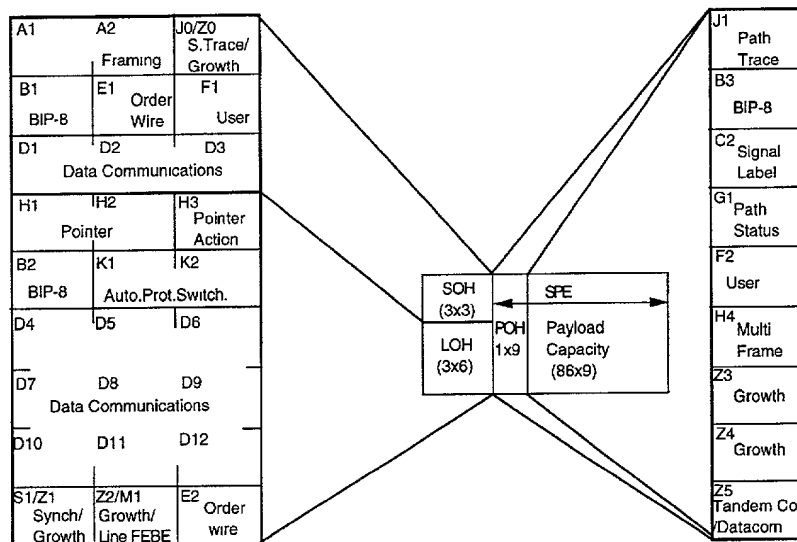 A1 A2 J0/Z0
S.Trace/
Framing Growth
B1 E1 Order F1
BIP-8 Wire User
D1 D2 D3
Data Communications
H1 H2 H3
Pointer Pointer
Action
B2 K1 K2
BIP-8 Auto.Prot.Switch.
D4 D5 D6
D7 D8 D9
Data Communications
D10 D11 D12
S1/Z1 Z2/M1 E2
Synch/ Growth/ Order
Growth Line FEBE wire
SOH
(3x3)
LOH
(3x6)
SPE
POH
1x9
Payload
Capacity
(86x9)
J1
Path
Trace
B3
BIP-8
C2 Signal
Label
G1 Path
Status
F2
User
H4 Multi
Frame
Z3
Growth
Z4
Growth
Z5
Tandem Co
/Datacom